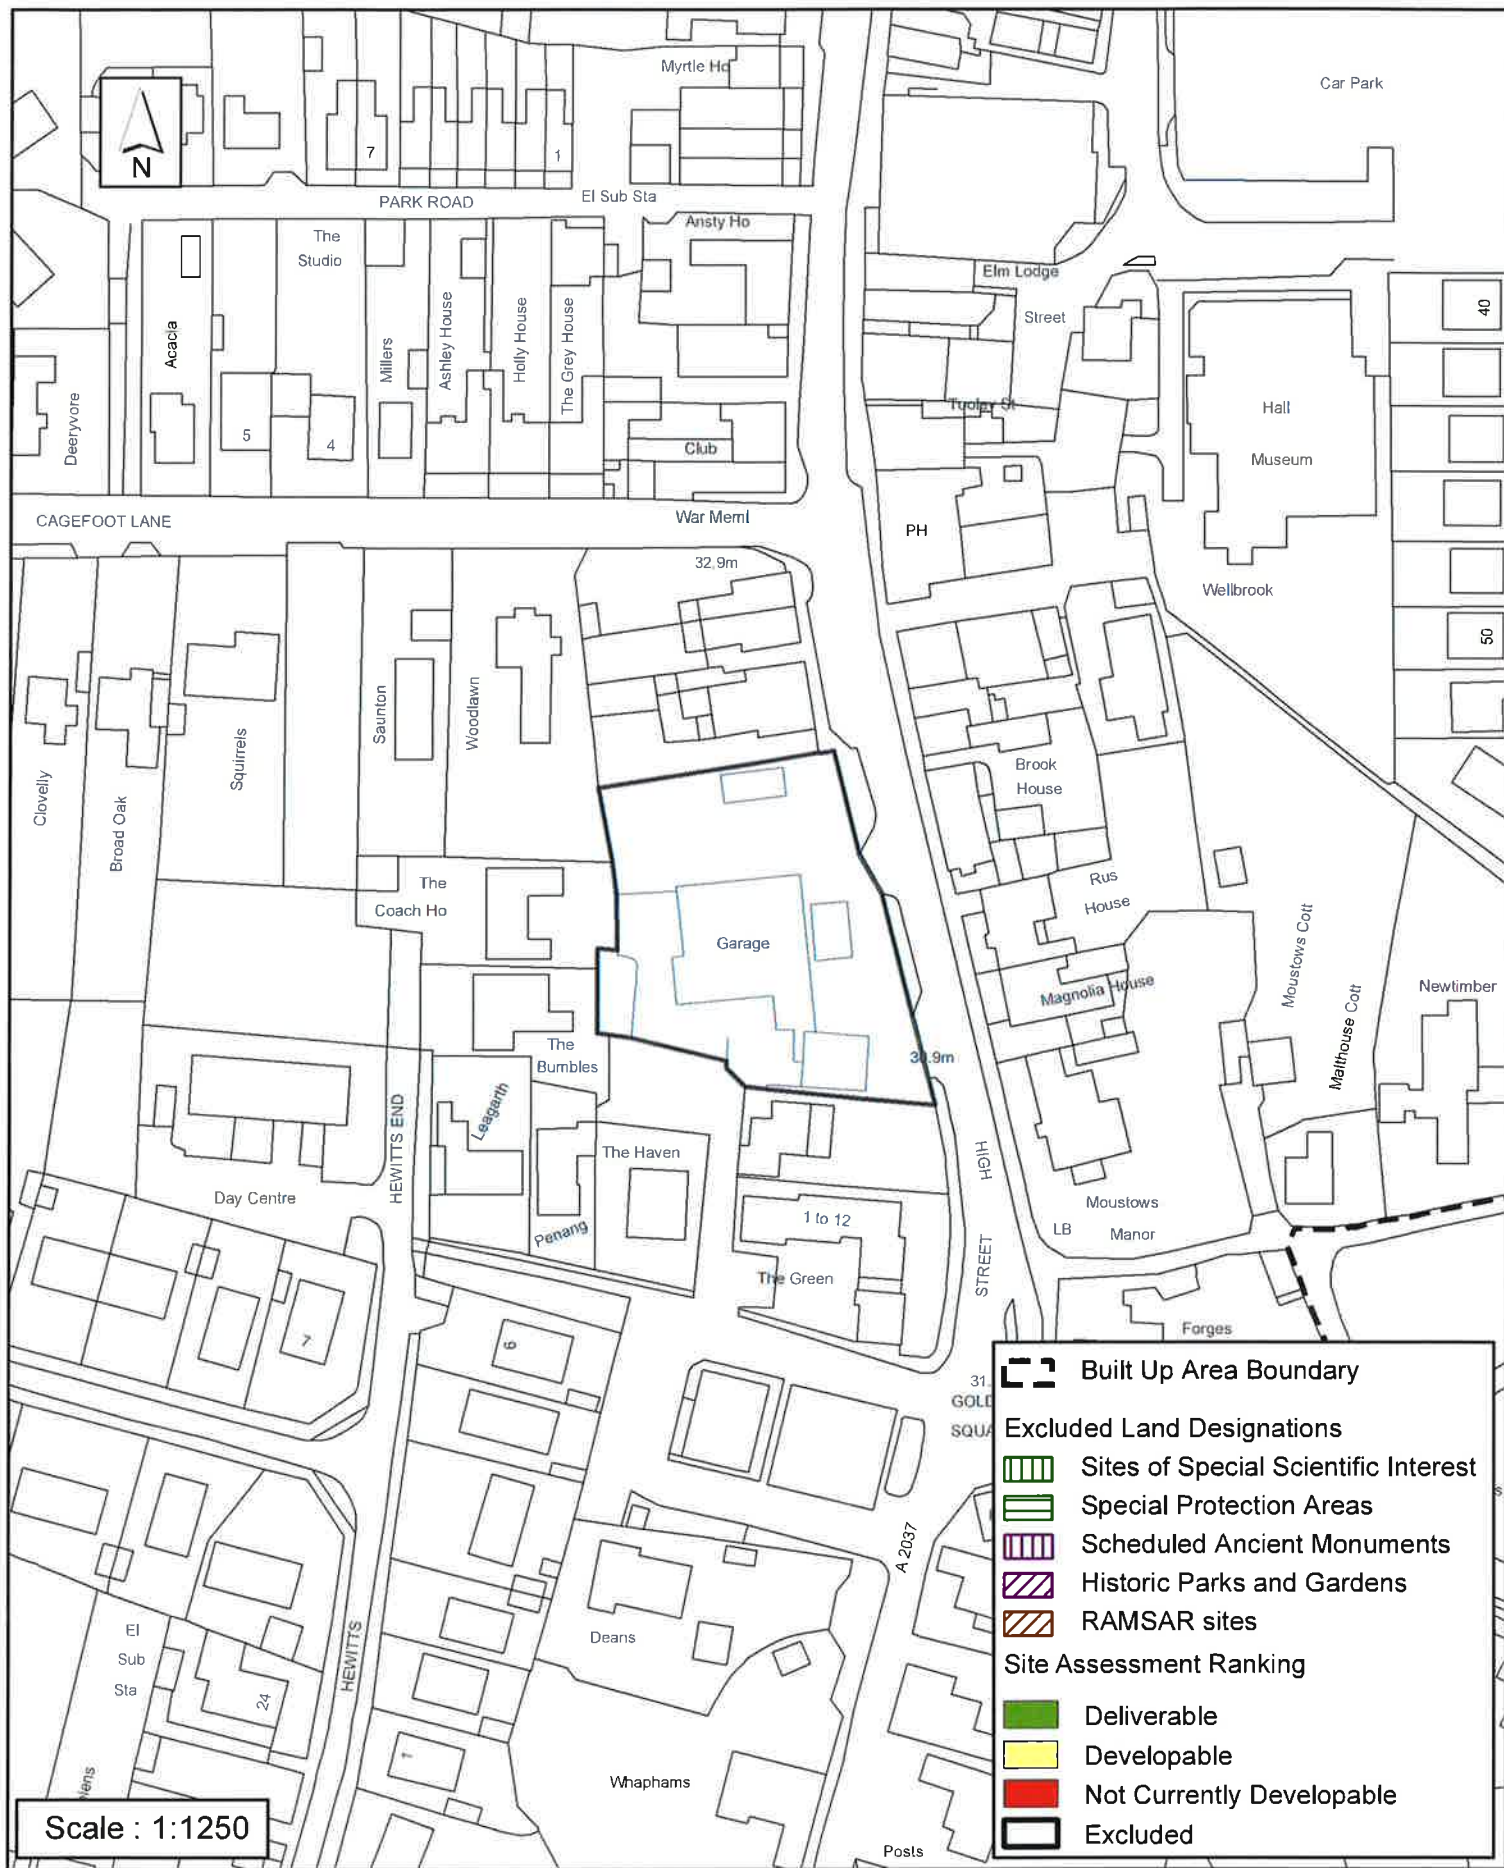 Myrtle Ho
Car Park
N
7
1
PARK ROAD
El Sub Sta
Ansty Ho
The
Studio
Elm Lodge
Street
Acacia
Millers
Ashley House
Holly House
The Grey House
40
Deeryvore
5
4
Tooley St
Hall
Museum
Club
CAGEFOOT LANE
War Meml
PH
32.9m
Wellbrook
50
Clovelly
Broad Oak
Squirrels
Saunton
Woodlawn
Brook
House
The
Coach Ho
Rus
House
Garage
Magnolia House
Moustows Cott
Malthouse Cott
Newtimber
The
Bumbles
30.9m
HEWITTS END
Leagarth
The Haven
HIGH
STREET
Day Centre
Penang
1 to 12
Moustows
Manor
LB
The Green
Forges
7
6
31.
GOLD
SQUA
A 2037
El
Sub
Sta
24
HEWITTS
Deans
1
Whaphams
Posts
Scale : 1:1250
Built Up Area Boundary
Excluded Land Designations
Sites of Special Scientific Interest
Special Protection Areas
Scheduled Ancient Monuments
Historic Parks and Gardens
RAMSAR sites
Site Assessment Ranking
Deliverable
Developable
Not Currently Developable
Excluded